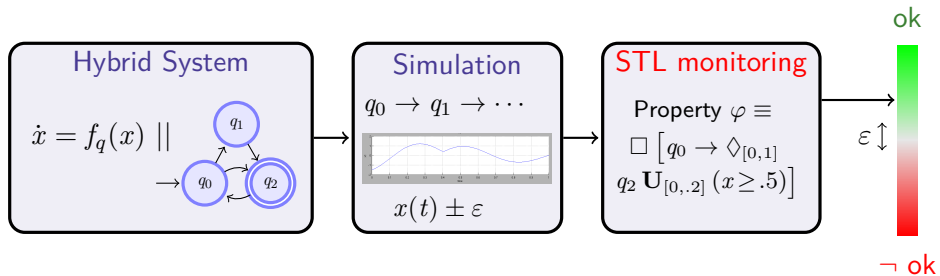 Hybrid System
ẋ = f_q(x) ||
q₁
q₀
q₂
Simulation
q₀ → q₁ → ⋯
x(t) ± ε
STL monitoring
Property φ ≡
□ [q₀ → ◊_[0,1]
q₂ U_[0,.2] (x ≥ .5)]
ok
ε ↕
¬ ok